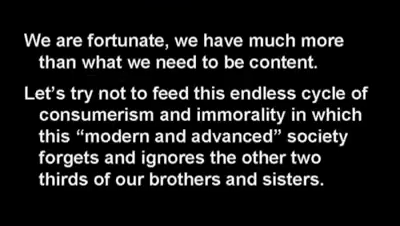 We are fortunate, we have much more
than what we need to be content.
Let's try not to feed this endless cycle of
consumerism and immorality in which
this “modern and advanced” society
forgets and ignores the other two
thirds of our brothers and sisters.